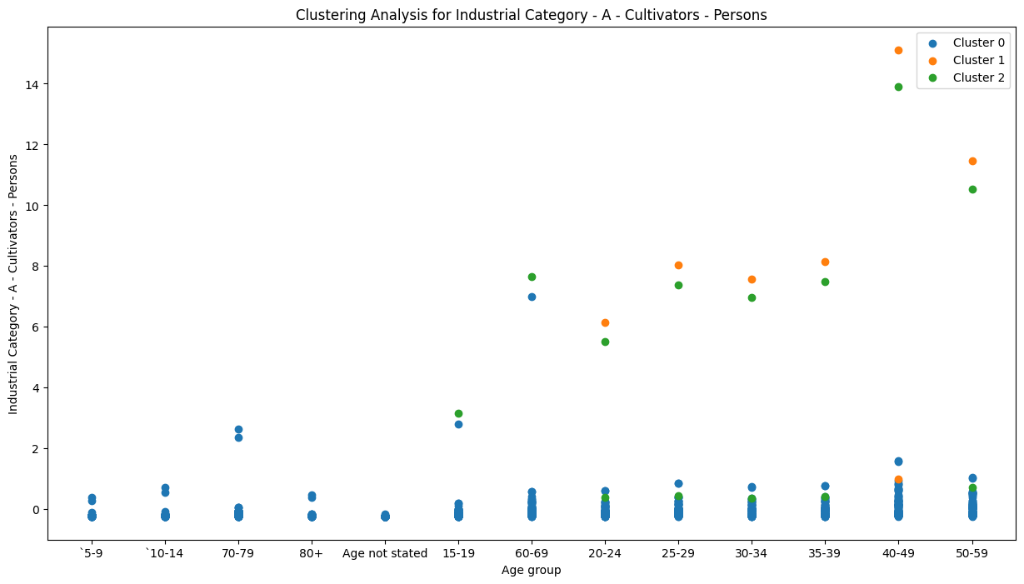 Clustering Analysis for Industrial Category - A - Cultivators - Persons
Cluster 0
Cluster 1
Cluster 2
Industrial Category - A - Cultivators - Persons
14
12
10
8
6
4
2
0
`5-9 `10-14 70-79 80+ Age not stated 15-19 60-69 20-24 25-29 30-34 35-39 40-49 50-59
Age group